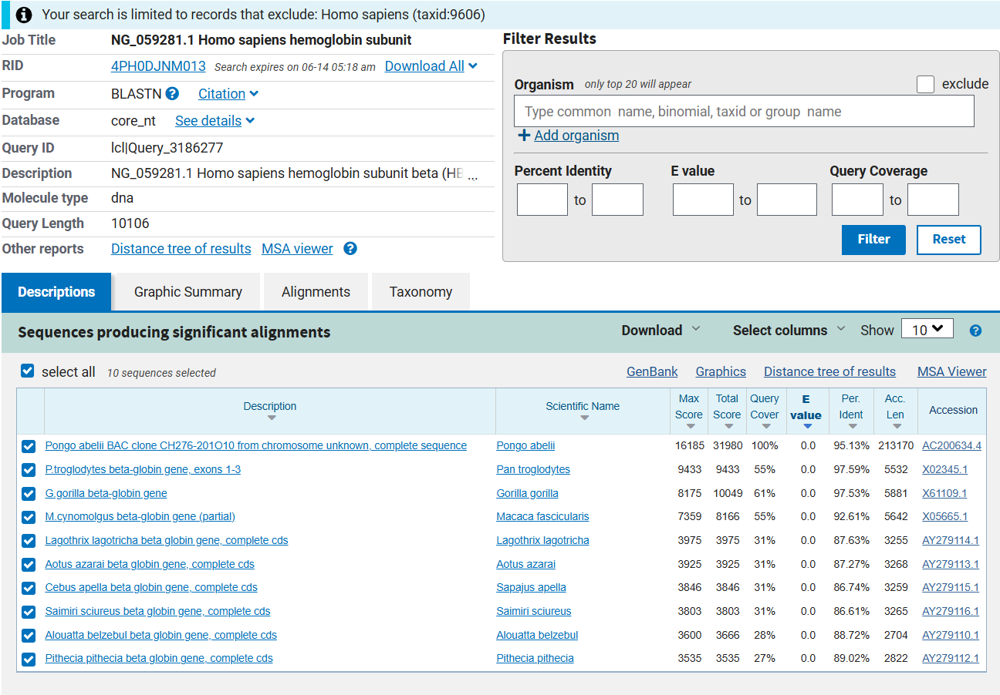 Your search is limited to records that exclude: Homo sapiens (taxid:9606)
Job Title NG_059281.1 Homo sapiens hemoglobin subunit
RID 4PH0DJNM013 Search expires on 06-14 05:18 am Download All
Program BLASTN Citation
Database core_nt See details
Query ID lcl|Query_3186277
Description NG_059281.1 Homo sapiens hemoglobin subunit beta (HB ...
Molecule type dna
Query Length 10106
Other reports Distance tree of results MSA viewer ?
Filter Results
Organism only top 20 will appear exclude
Type common name, binomial, taxid or group name
+ Add organism
Percent Identity E value Query Coverage
to to to
Filter Reset
Descriptions Graphic Summary Alignments Taxonomy
Sequences producing significant alignments Download Select columns Show 10 ?
select all 10 sequences selected GenBank Graphics Distance tree of results MSA Viewer
Description Scientific Name Max Score Total Score Query Cover E value Per. Ident Acc. Len Accession
Pongo abelii BAC clone CH276-201O10 from chromosome unknown, complete sequence Pongo abelii 16185 31980 100% 0.0 95.13% 213170 AC200634.4
P.troglodytes beta-globin gene, exons 1-3 Pan troglodytes 9433 9433 55% 0.0 97.59% 5532 X02345.1
G.gorilla beta-globin gene Gorilla gorilla 8175 10049 61% 0.0 97.53% 5881 X61109.1
M.cynomolgus beta-globin gene (partial) Macaca fascicularis 7359 8166 55% 0.0 92.61% 5642 X05665.1
Lagothrix lagotricha beta globin gene, complete cds Lagothrix lagotricha 3975 3975 31% 0.0 87.63% 3255 AY279114.1
Aotus azarai beta globin gene, complete cds Aotus azarai 3925 3925 31% 0.0 87.27% 3268 AY279113.1
Cebus apella beta globin gene, complete cds Sapajus apella 3846 3846 31% 0.0 86.74% 3259 AY279115.1
Saimiri sciureus beta globin gene, complete cds Saimiri sciureus 3803 3803 31% 0.0 86.61% 3265 AY279116.1
Alouatta belzebul beta globin gene, complete cds Alouatta belzebul 3600 3666 28% 0.0 88.72% 2704 AY279110.1
Pithecia pithecia beta globin gene, complete cds Pithecia pithecia 3535 3535 27% 0.0 89.02% 2822 AY279112.1